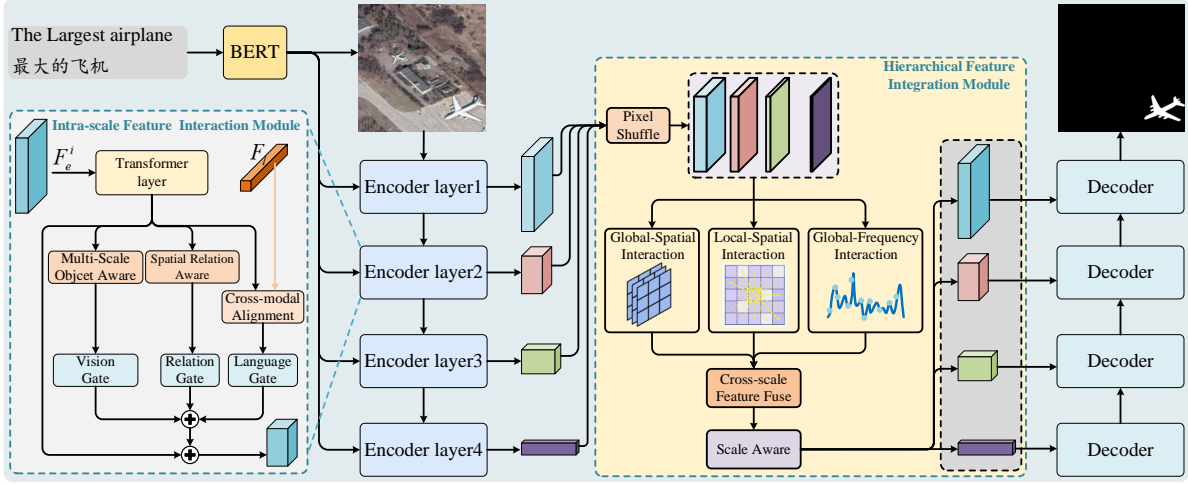 The Largest airplane
最大的飞机
BERT
Intra-scale Feature Interaction Module
F_e^i
Transformer
layer
Multi-Scale
Objcet Aware
Spatial Relation
Aware
Cross-modal
Alignment
Vision
Gate
Relation
Gate
Language
Gate
Encoder layer1
Encoder layer2
Encoder layer3
Encoder layer4
Hierarchical Feature
Integration Module
Pixel
Shuffle
Global-Spatial
Interaction
Local-Spatial
Interaction
Global-Frequency
Interaction
Cross-scale
Feature Fuse
Scale Aware
Decoder
Decoder
Decoder
Decoder